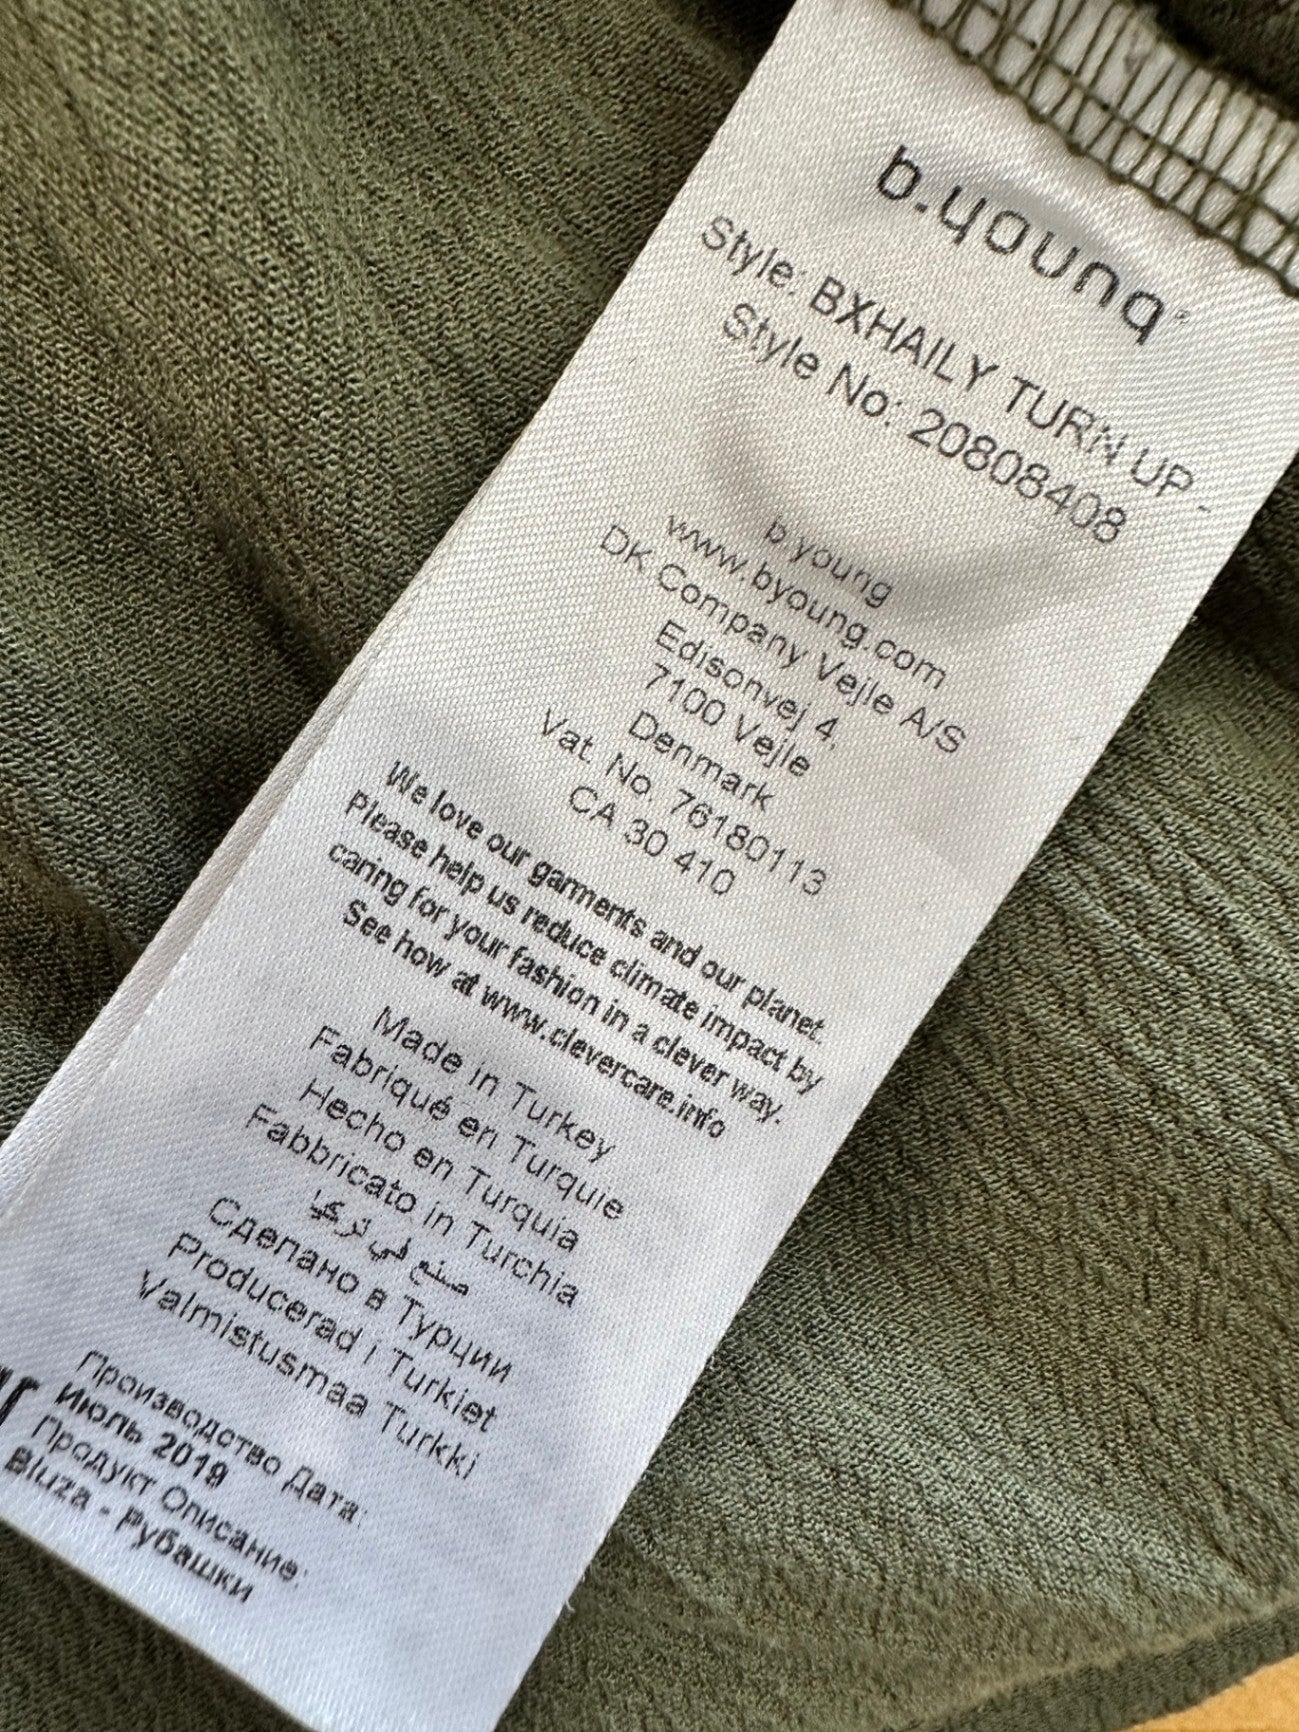 b.young®
Style: BXHAILY TURN UP
Style No: 20808408
b.young
www.byoung.com
DK Company Vejle A/S
Edisonvej 4,
7100 Vejle
Denmark
Vat. No. 76180113
CA 30 410
We love our garments and our planet.
Please help us reduce climate impact by
caring for your fashion in a clever way.
See how at www.clevercare.info
Made in Turkey
Fabriqué en Turquie
Hecho en Turquia
Fabbricato in Turchia
صنع في تركيا
Сделано в Турции
Producerad i Turkiet
Valmistusmaa Turkki
Производство Дата:
Июль 2019
Продукт Описание:
Bluza - Рубашки